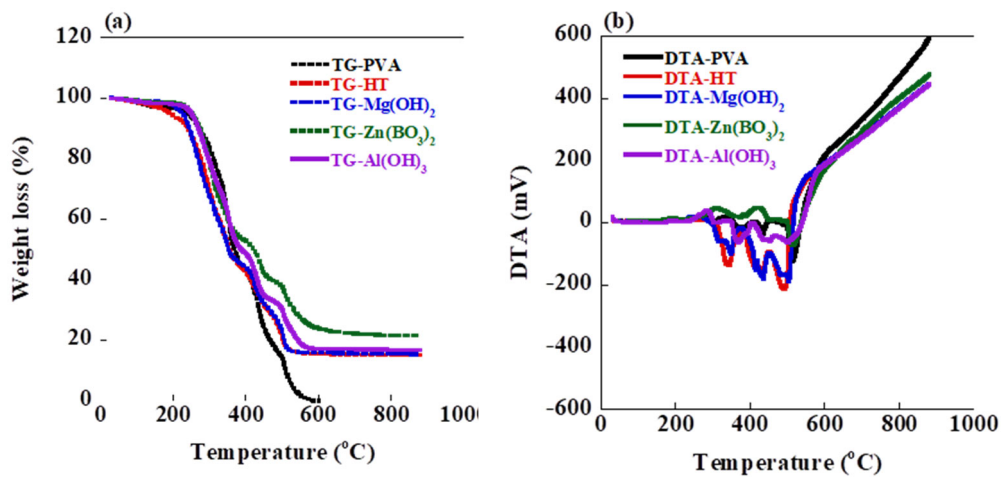 (a)
120
100
80
60
40
20
0
0
200
400
600
800
1000
Weight loss (%)
Temperature (°C)
TG-PVA
TG-HT
TG-Mg(OH)₂
TG-Zn(BO₃)₂
TG-Al(OH)₃
(b)
600
400
200
0
-200
-400
-600
0
200
400
600
800
1000
DTA (mV)
Temperature (°C)
DTA-PVA
DTA-HT
DTA-Mg(OH)₂
DTA-Zn(BO₃)₂
DTA-Al(OH)₃